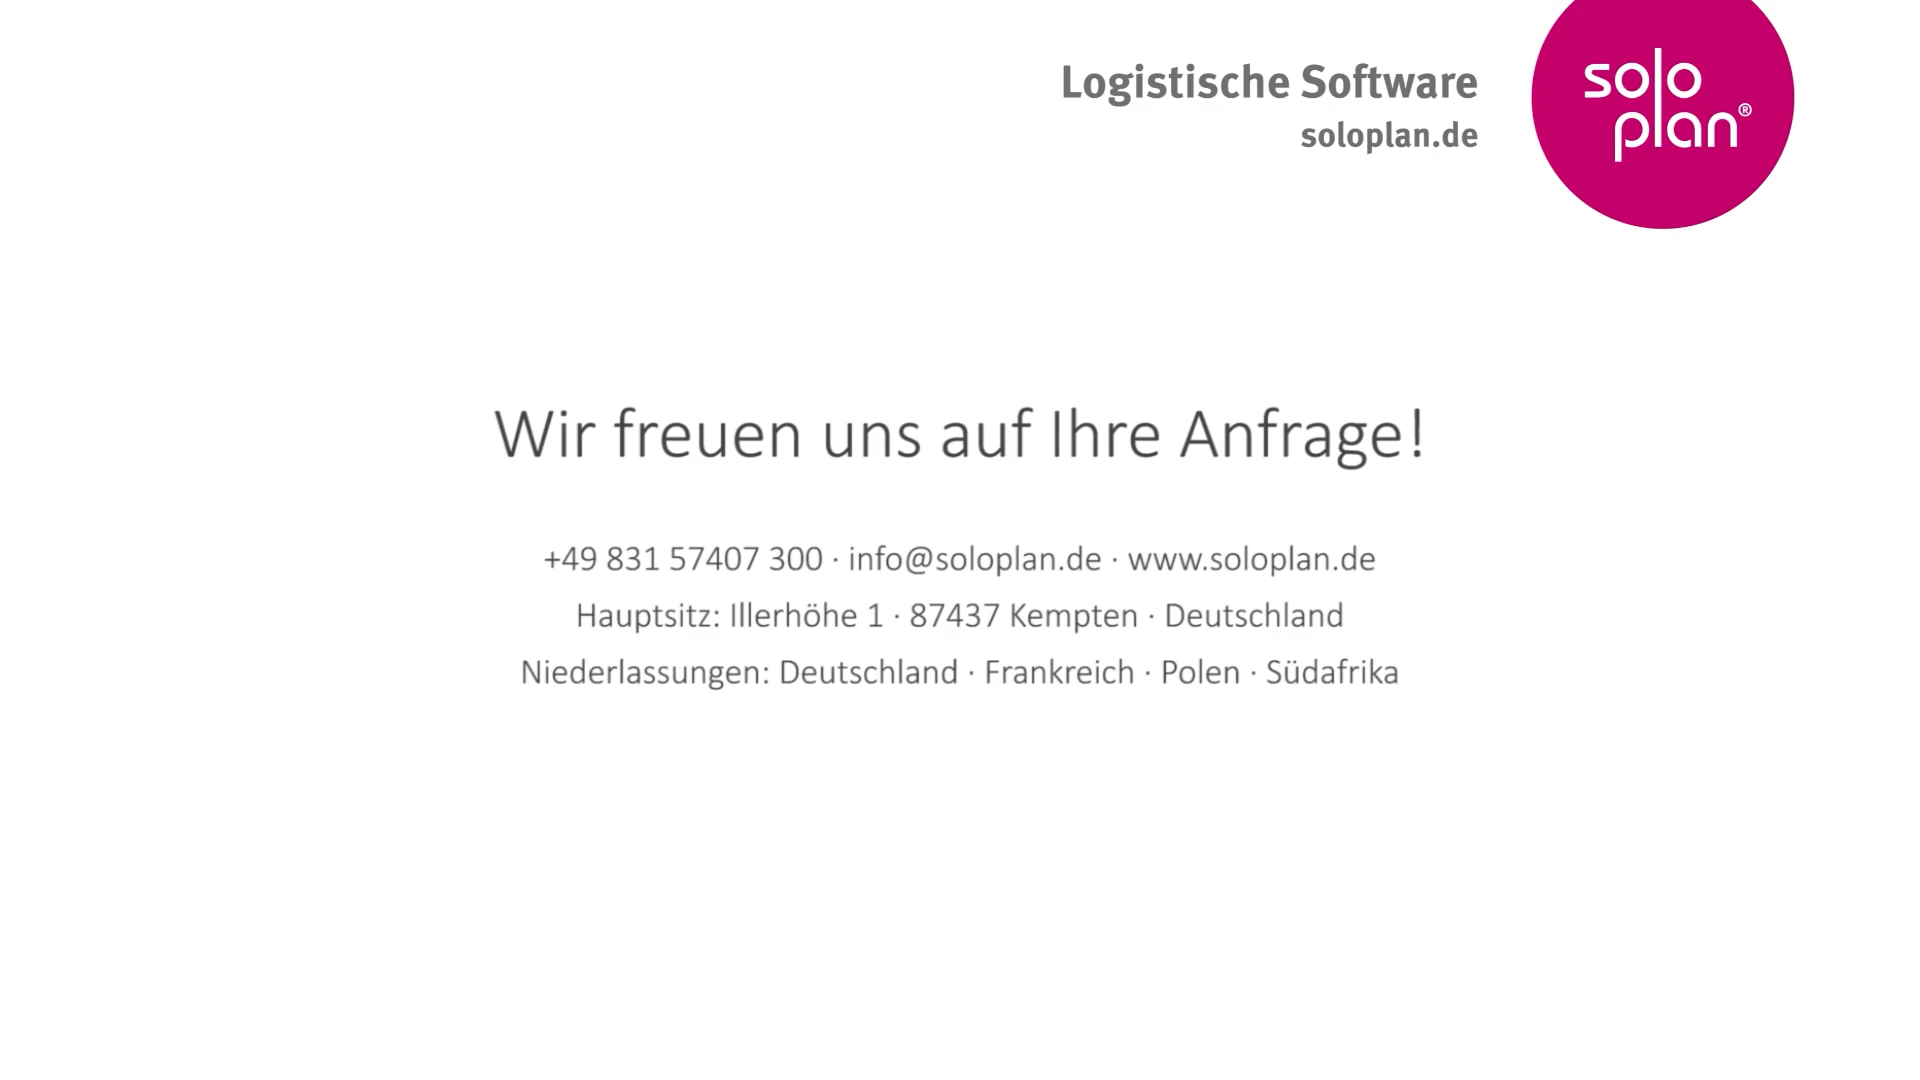 Logistische Software
soloplan.de
solo
plan®
Wir freuen uns auf Ihre Anfrage!
+49 831 57407 300 · info@soloplan.de · www.soloplan.de
Hauptsitz: Illerhöhe 1 · 87437 Kempten · Deutschland
Niederlassungen: Deutschland · Frankreich · Polen · Südafrika